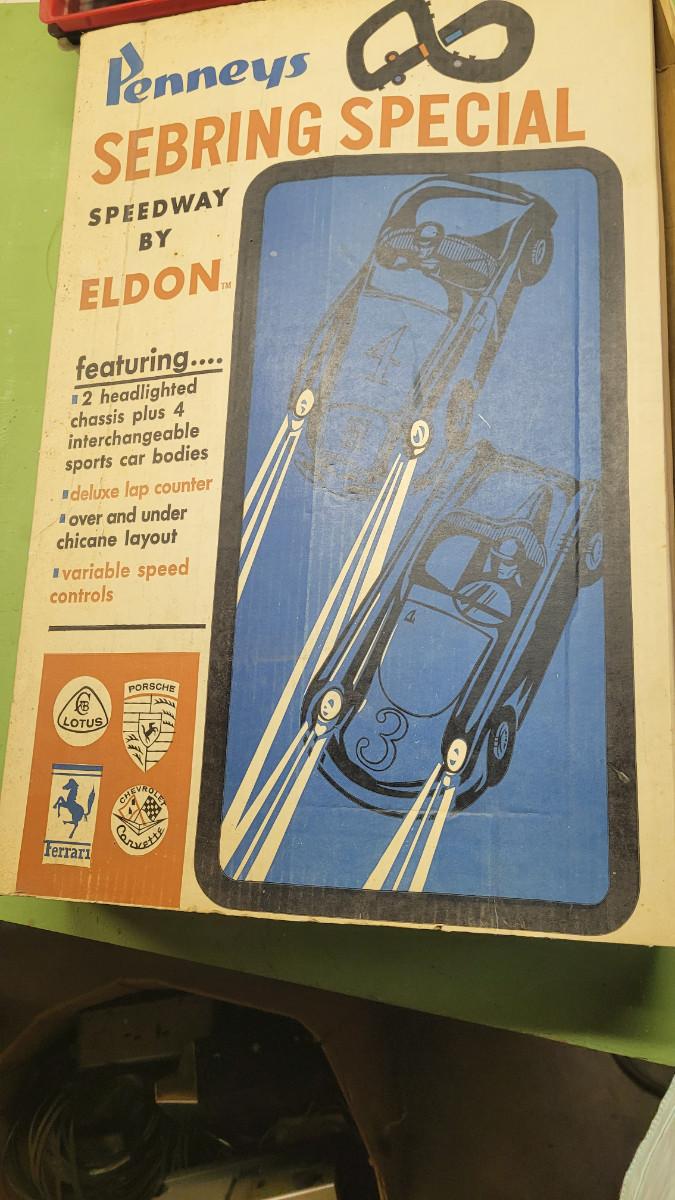 Penneys
SEBRING SPECIAL
SPEEDWAY
BY
ELDON™
featuring....
2 headlighted
chassis plus 4
interchangeable
sports car bodies
deluxe lap counter
over and under
chicane layout
variable speed
controls
LOTUS
PORSCHE
Ferrari
CHEVROLET
Corvette
4
4
3